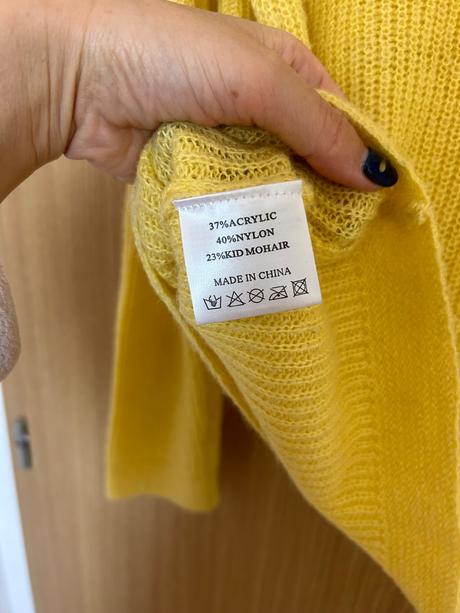 37%ACRYLIC
40%NYLON
23%KID MOHAIR
MADE IN CHINA